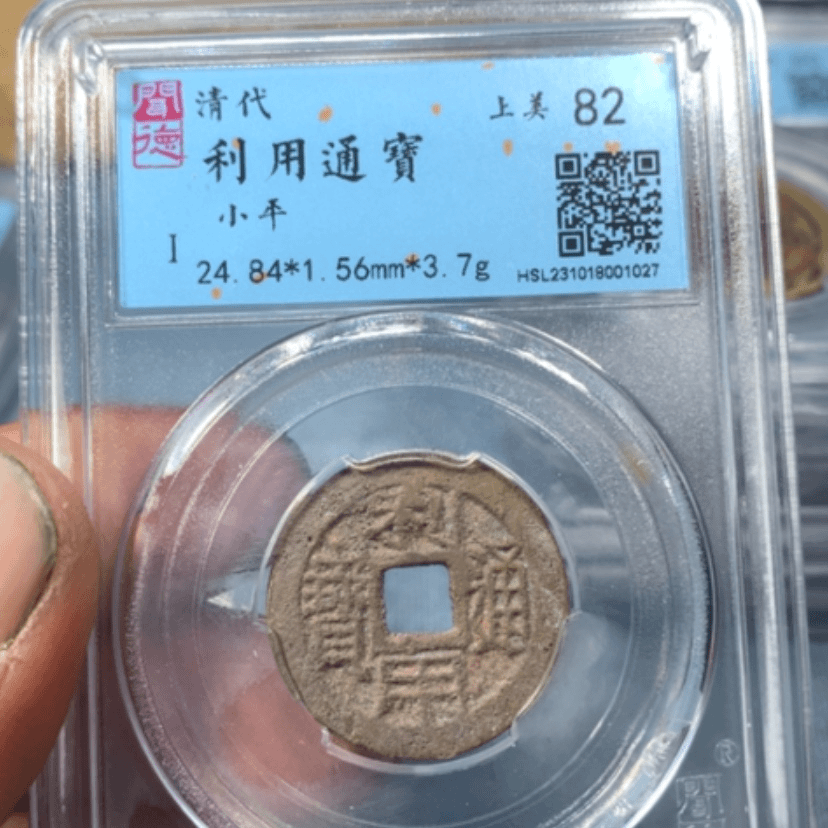 聞德
清代
上美 82
利用通寶
小平
I
24.84*1.56mm*3.7g
HSL231018001027
利用通寶
®